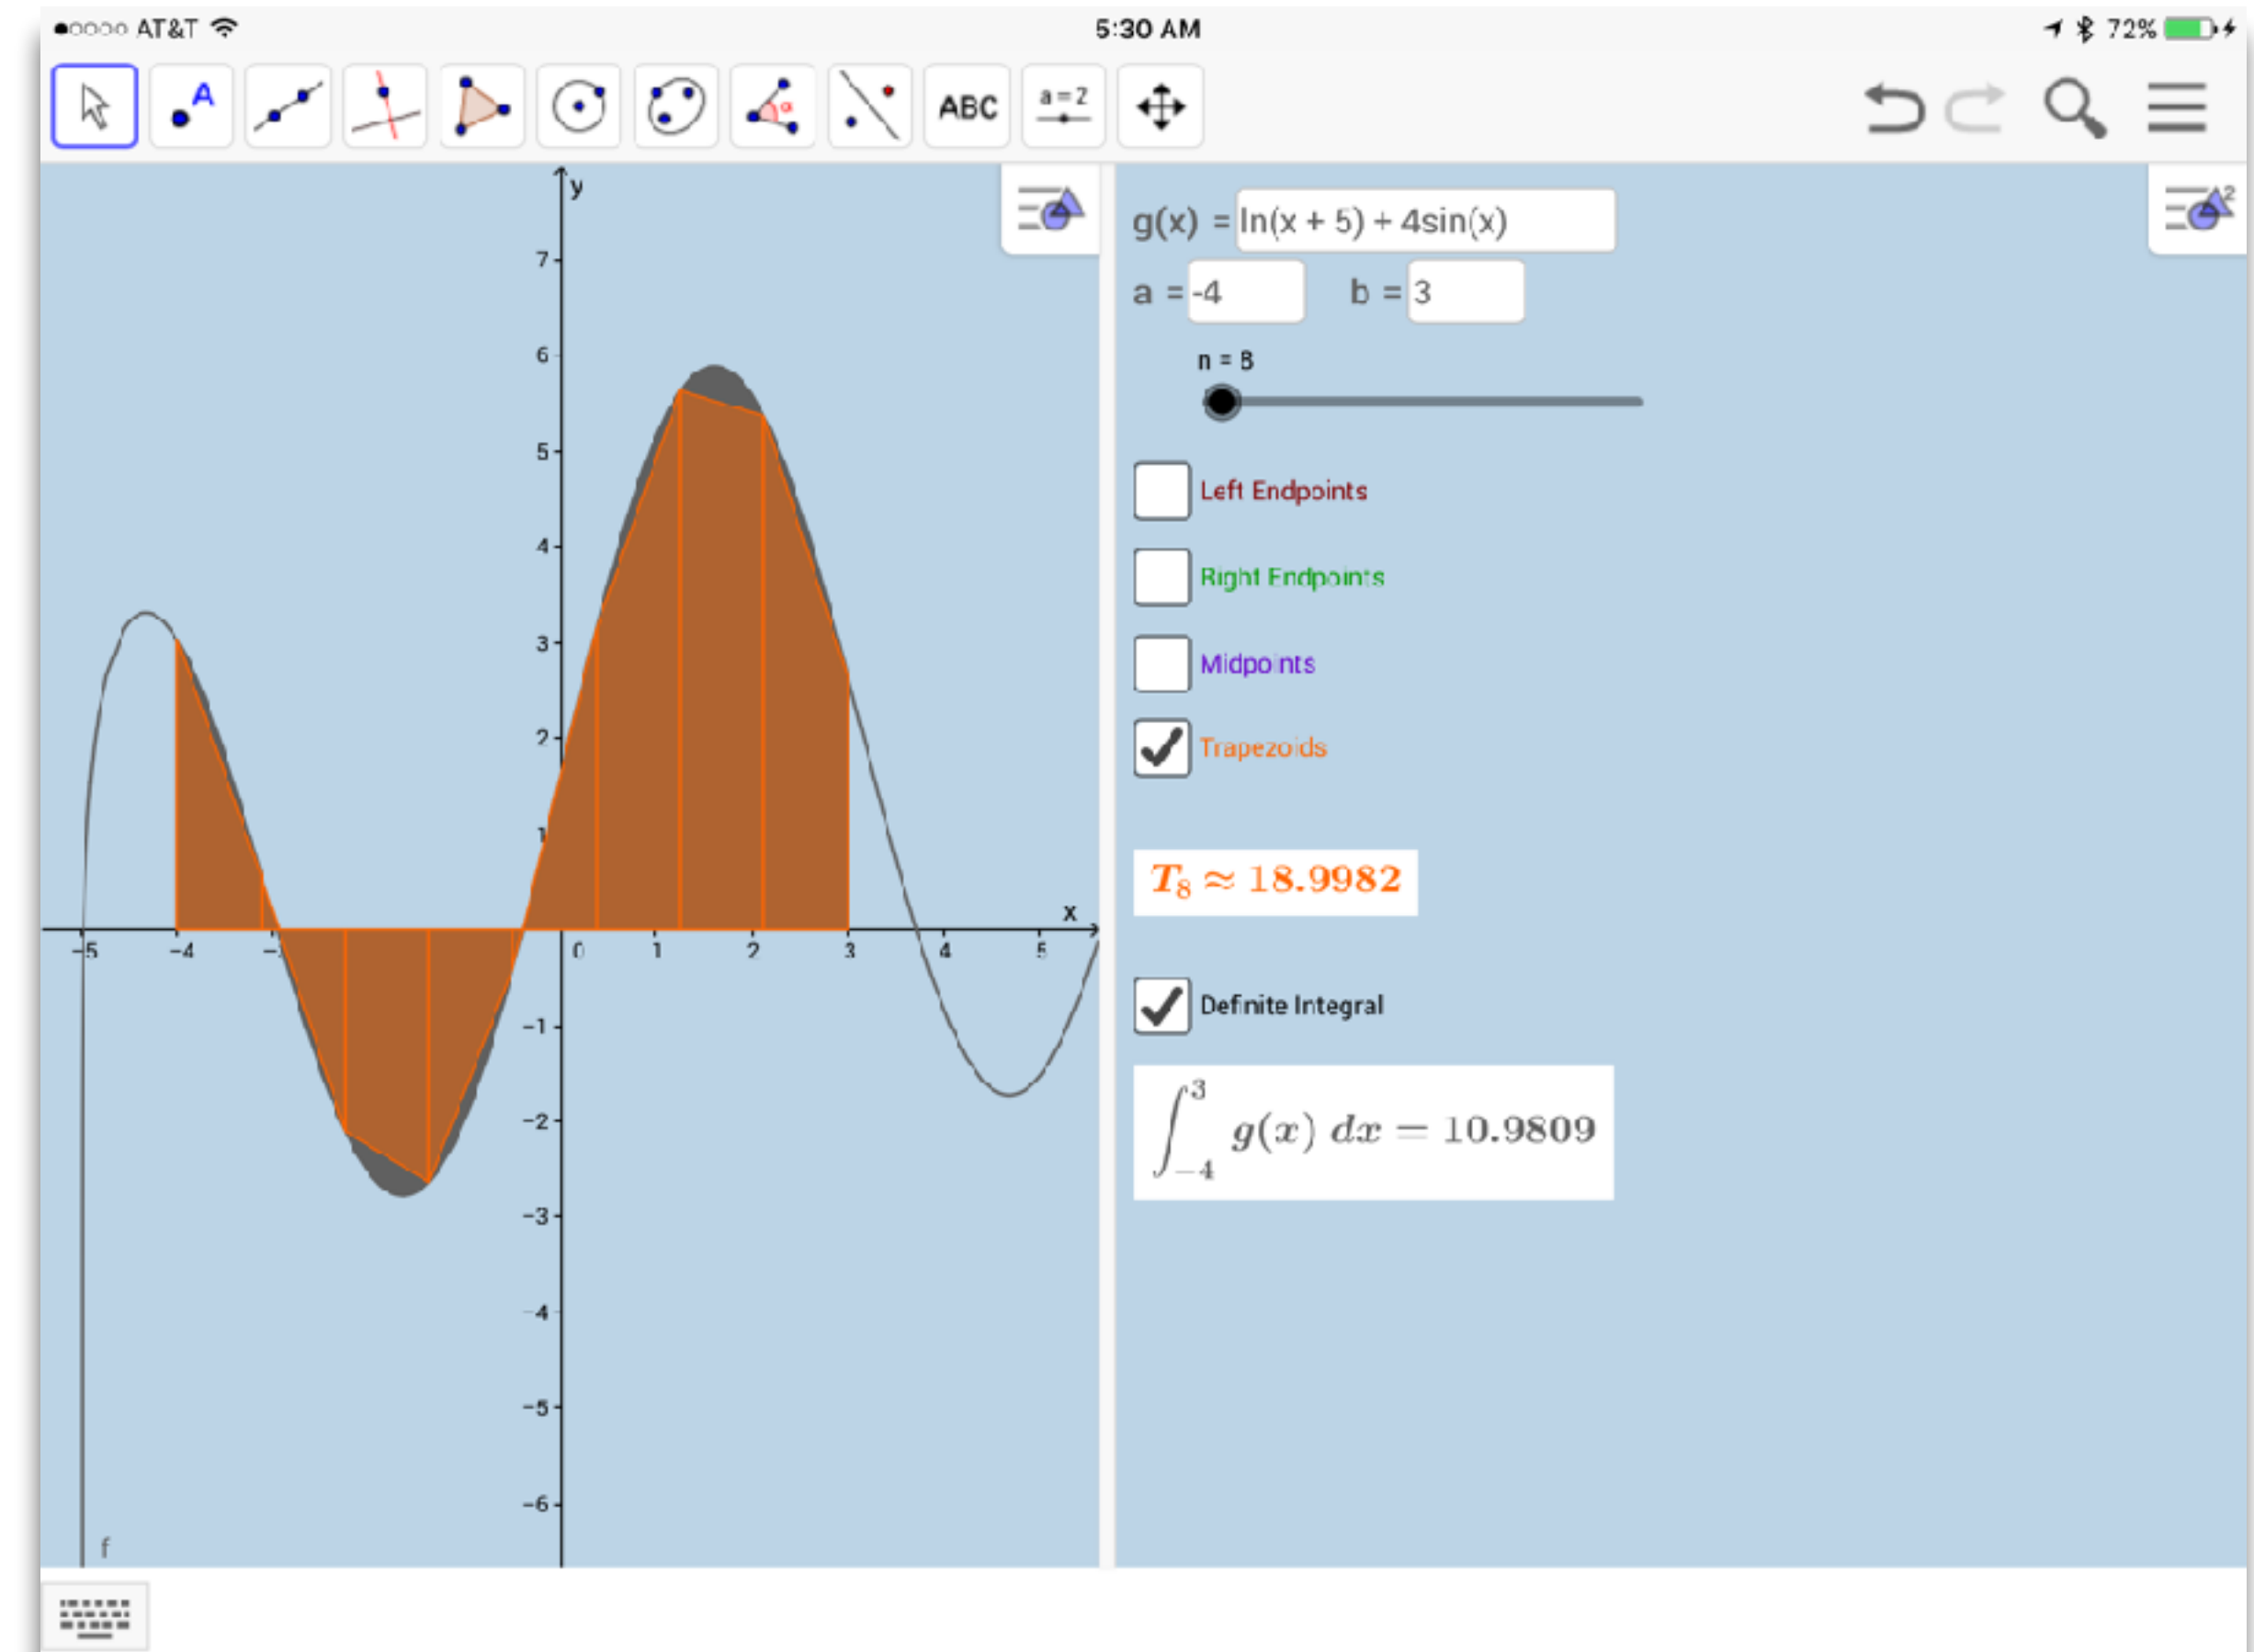 AT&T 5:30 AM 72%
A α ABC a = 2
y
7
6
5
4
3
2
1
x
-5 -4 0 1 2 3 4 5
-1
-2
-3
-4
-5
-6
f
2
g(x) = ln(x + 5) + 4sin(x)
a = -4 b = 3
n = 8
Left Endpoints
Right Endpoints
Midpoints
Trapezoids
T₈ ≈ 18.9982
Definite Integral
∫₋₄³ g(x) dx = 10.9809